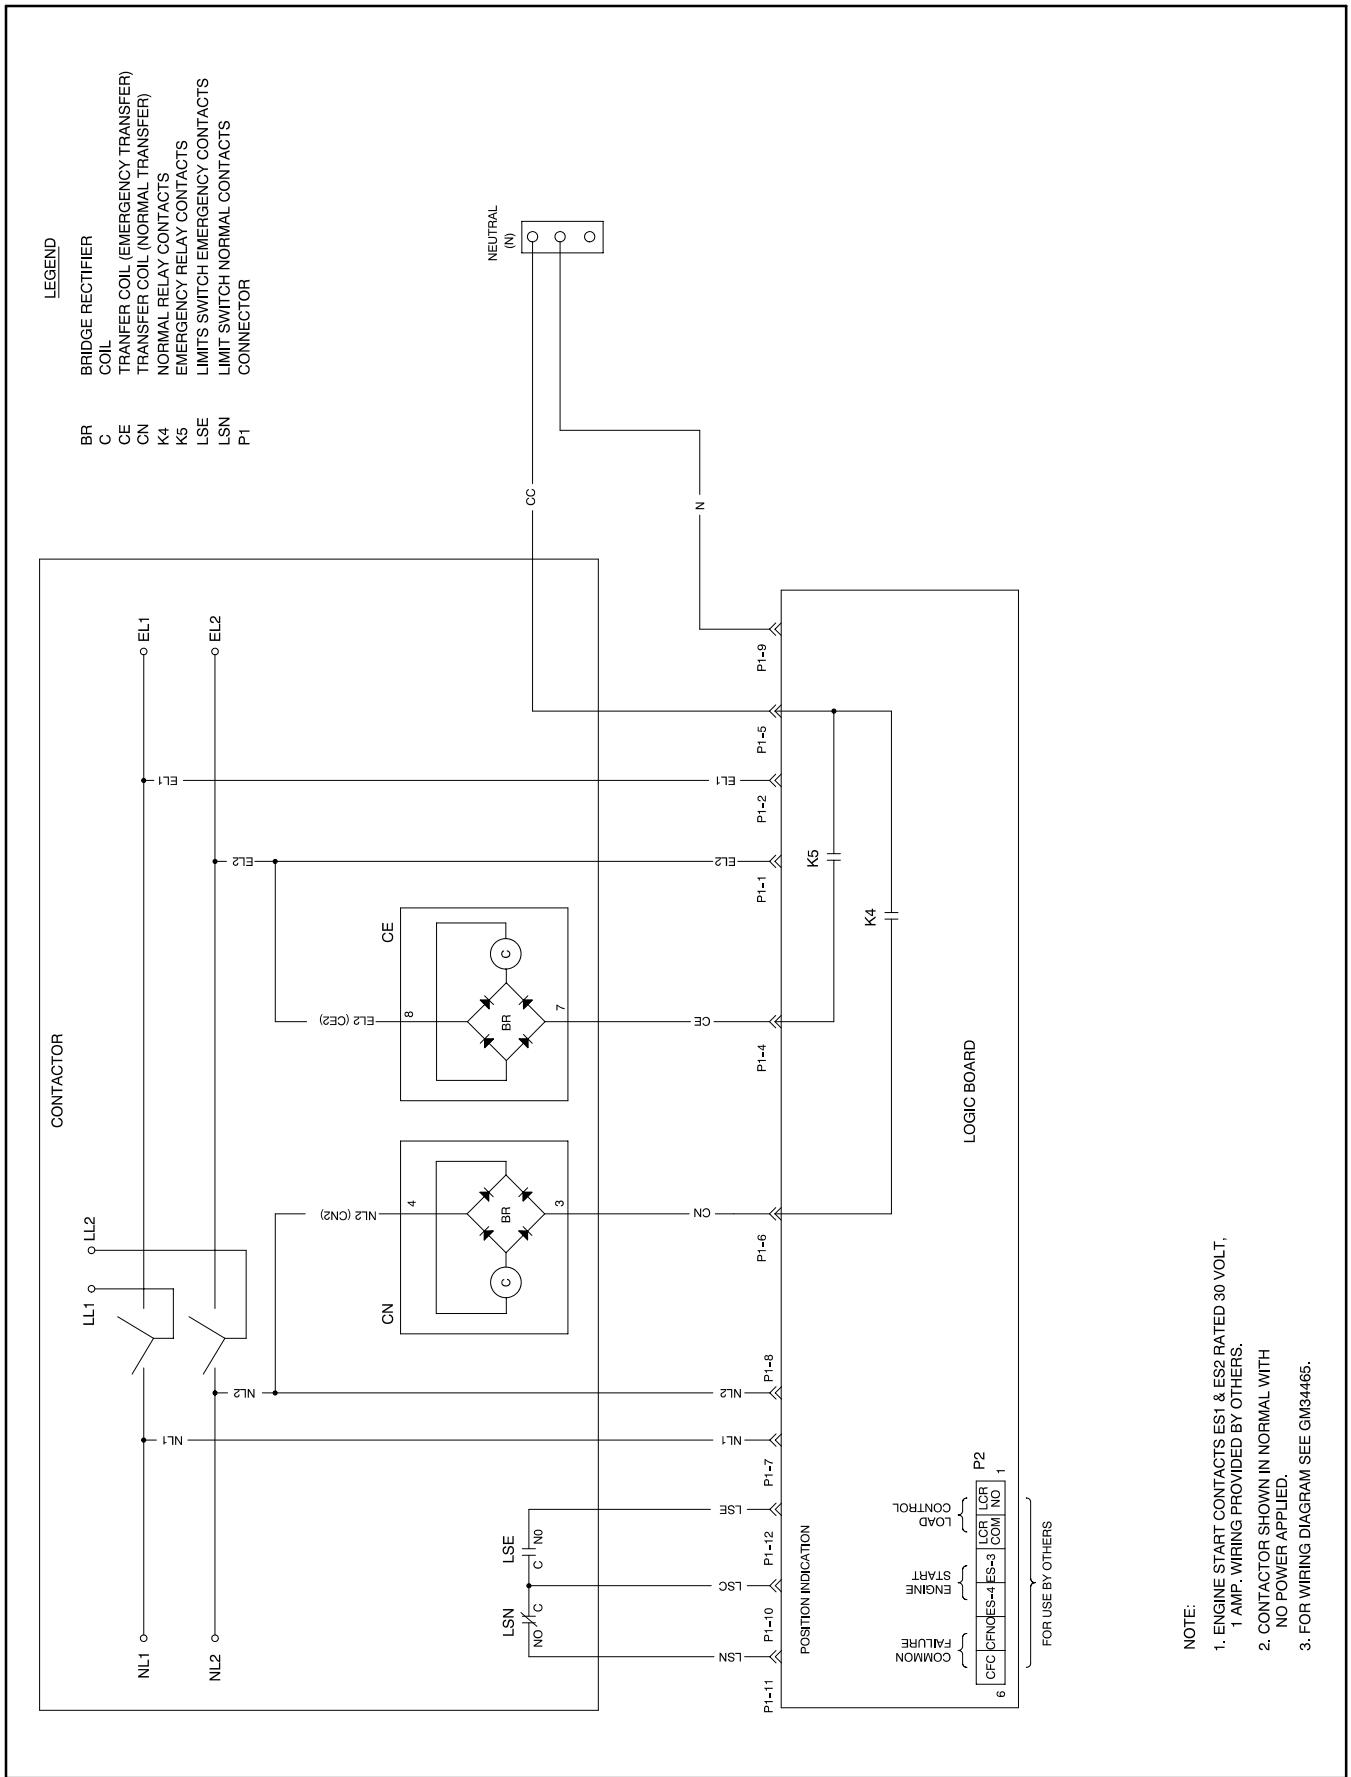 LEGEND
BR BRIDGE RECTIFIER
C COIL
CE TRANFER COIL (EMERGENCY TRANSFER)
CN TRANSFER COIL (NORMAL TRANSFER)
K4 NORMAL RELAY CONTACTS
K5 EMERGENCY RELAY CONTACTS
LSE LIMITS SWITCH EMERGENCY CONTACTS
LSN LIMIT SWITCH NORMAL CONTACTS
P1 CONNECTOR
CONTACTOR
LL1
LL2
NL1
NL2
EL1
EL2
NL1
NL2
EL2
EL1
NEUTRAL
(N)
CC
N
NL2 (CN2)
EL2 (CE2)
CN
4
C
BR
3
CE
8
C
BR
7
LSN
NO C
LSE
C NO
LSN
LSC
LSE
NL1
NL2
CN
CE
EL2
EL1
P1-11
P1-10
P1-12
P1-7
P1-8
P1-6
P1-4
P1-1
P1-2
P1-5
P1-9
POSITION INDICATION
K5
K4
LOGIC BOARD
COMMON
FAILURE
ENGINE
START
LOAD
CONTROL
P2
6
CFC CFNO ES-4 ES-3 LCR COM LCR NO
1
FOR USE BY OTHERS
NOTE:
1. ENGINE START CONTACTS ES1 & ES2 RATED 30 VOLT,
1 AMP. WIRING PROVIDED BY OTHERS.
2. CONTACTOR SHOWN IN NORMAL WITH
NO POWER APPLIED.
3. FOR WIRING DIAGRAM SEE GM34465.